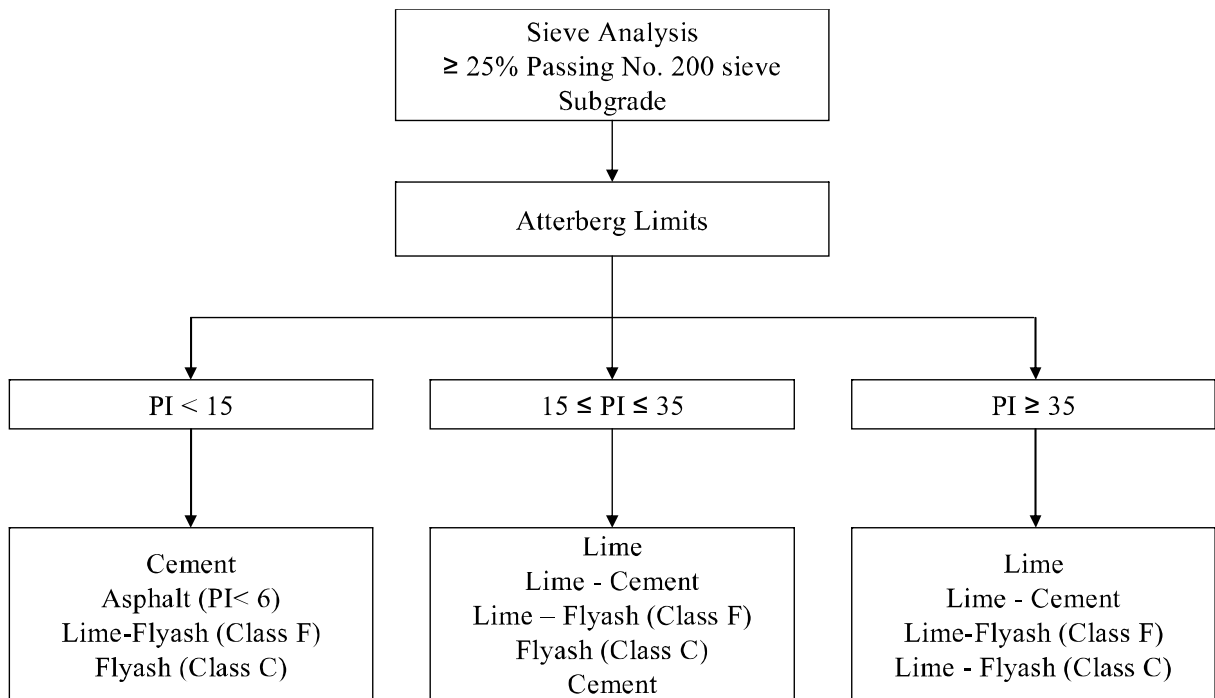 Sieve Analysis
≥ 25% Passing No. 200 sieve
Subgrade
Atterberg Limits
PI < 15
15 ≤ PI ≤ 35
PI ≥ 35
Cement
Asphalt (PI< 6)
Lime-Flyash (Class F)
Flyash (Class C)
Lime
Lime - Cement
Lime – Flyash (Class F)
Flyash (Class C)
Cement
Lime
Lime - Cement
Lime-Flyash (Class F)
Lime - Flyash (Class C)